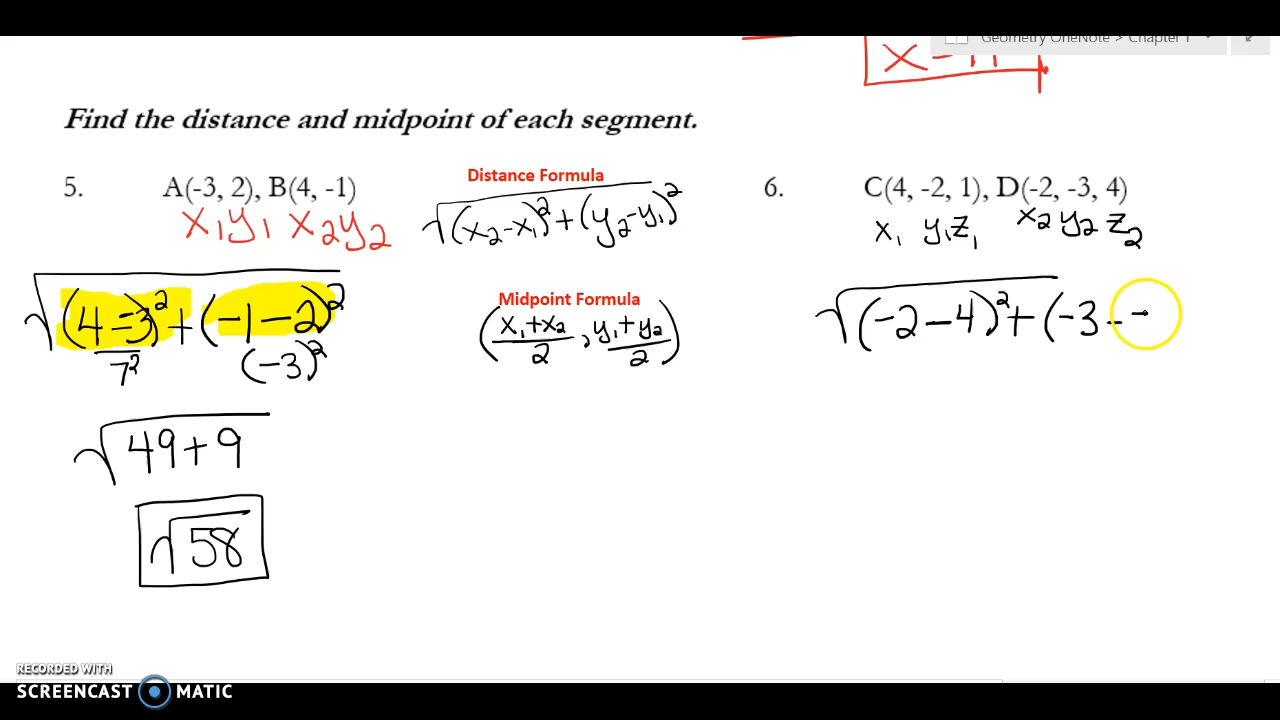 Geometry OneNote > Chapter 1
Find the distance and midpoint of each segment.
5. A(-3, 2), B(4, -1)
x₁ y₁ x₂ y₂
Distance Formula
√(x₂-x₁)²+(y₂-y₁)²
√(4--3)²+(-1-2)²
7² (-3)²
Midpoint Formula
(x₁+x₂/2, y₁+y₂/2)
√49+9
√58
6. C(4, -2, 1), D(-2, -3, 4)
x₁ y₁ z₁ x₂ y₂ z₂
√(-2-4)²+(-3--
RECORDED WITH
SCREENCAST MATIC